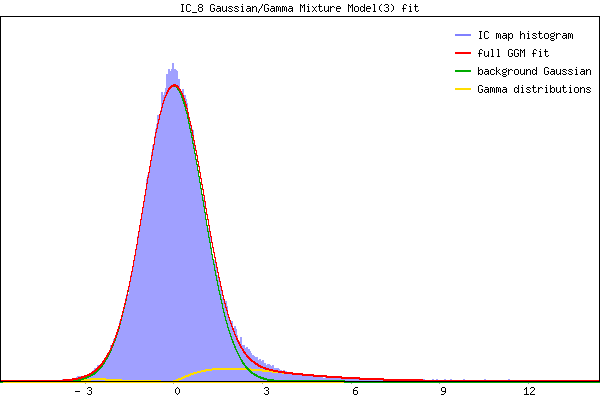 IC_8 Gaussian/Gamma Mixture Model(3) fit
IC map histogram
full GGM fit
background Gaussian
Gamma distributions
-3 0 3 6 9 12